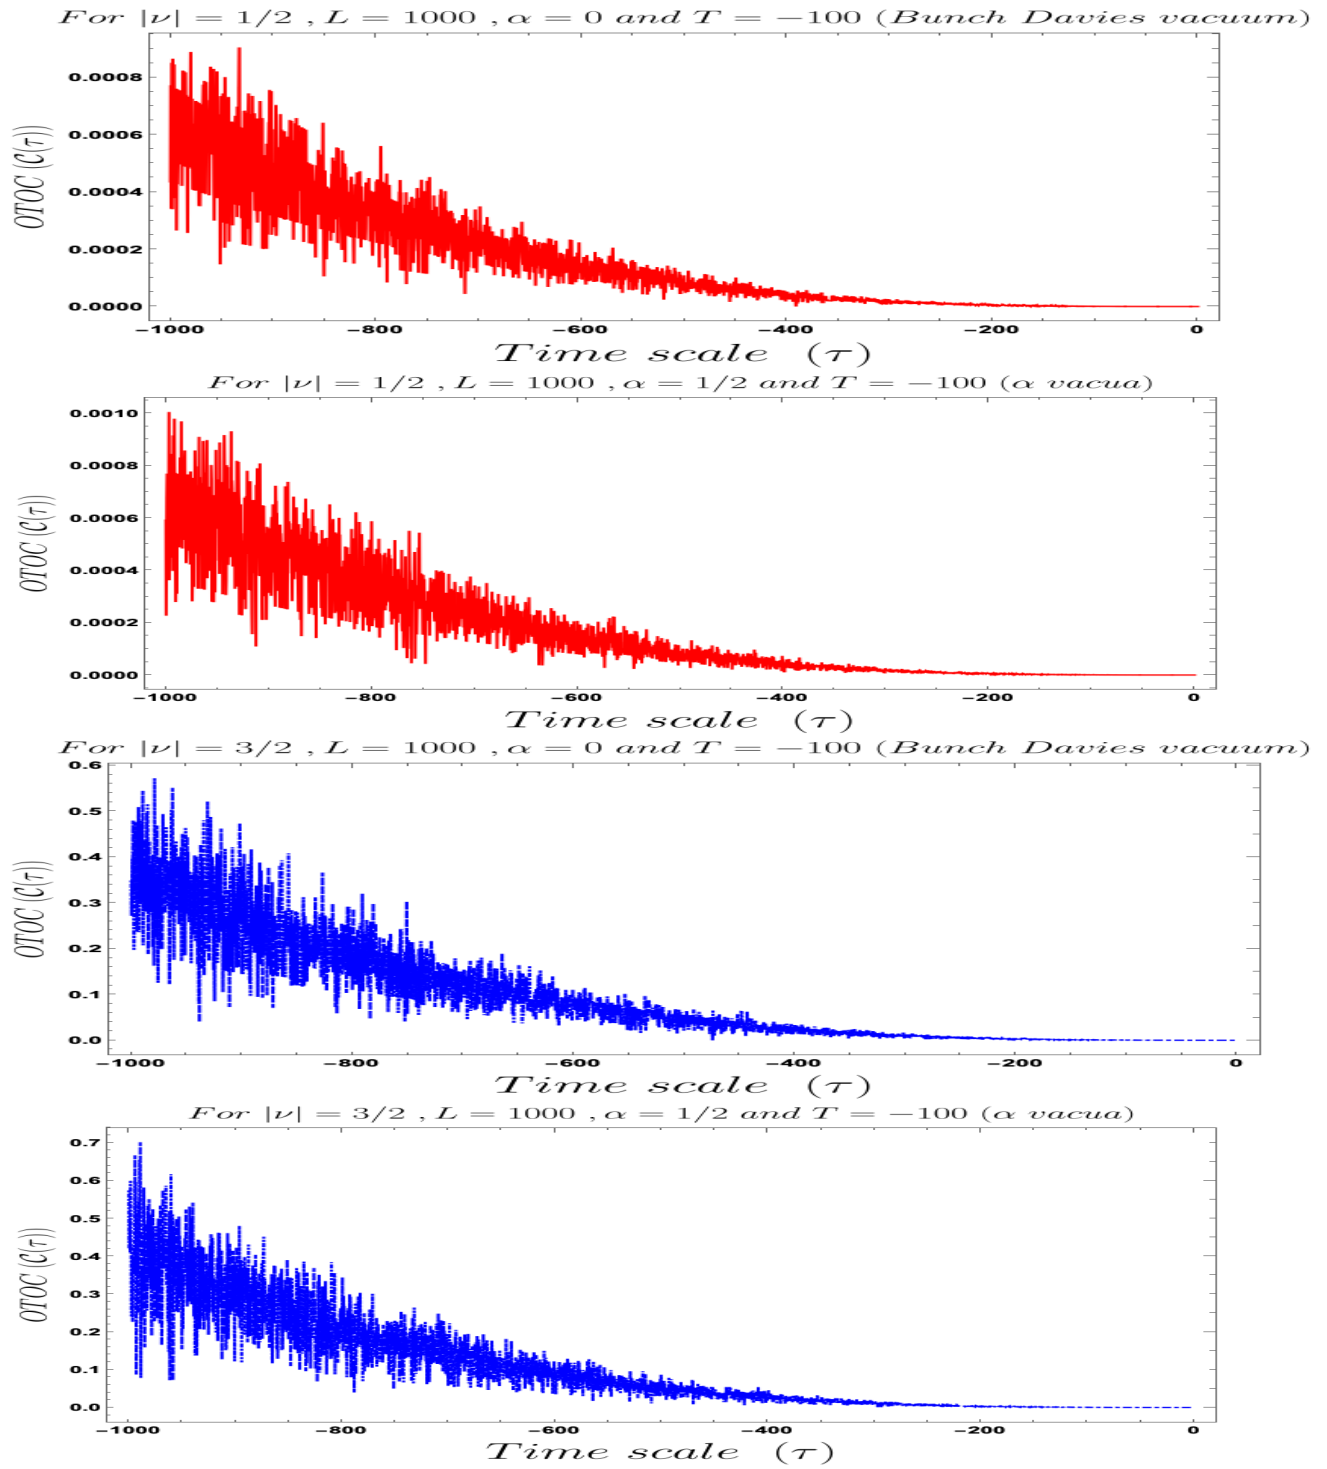 For |ν| = 1/2 , L = 1000 , α = 0 and T = −100 (Bunch Davies vacuum)
OTOC (C(τ))
0.0008
0.0006
0.0004
0.0002
0.0000
−1000 −800 −600 −400 −200 0
Time scale (τ)
For |ν| = 1/2 , L = 1000 , α = 1/2 and T = −100 (α vacua)
OTOC (C(τ))
0.0010
0.0008
0.0006
0.0004
0.0002
0.0000
−1000 −800 −600 −400 −200 0
Time scale (τ)
For |ν| = 3/2 , L = 1000 , α = 0 and T = −100 (Bunch Davies vacuum)
OTOC (C(τ))
0.6
0.5
0.4
0.3
0.2
0.1
0.0
−1000 −800 −600 −400 −200 0
Time scale (τ)
For |ν| = 3/2 , L = 1000 , α = 1/2 and T = −100 (α vacua)
OTOC (C(τ))
0.7
0.6
0.5
0.4
0.3
0.2
0.1
0.0
−1000 −800 −600 −400 −200 0
Time scale (τ)